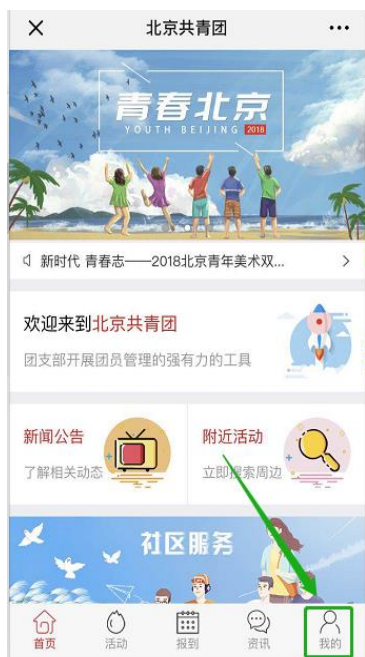 北京共青团
青春北京
YOUTH BEIJING 2018
新时代 青春志——2018北京青年美术双...
欢迎来到北京共青团
团支部开展团员管理的强有力的工具
新闻公告
了解相关动态
附近活动
立即搜索周边
社区服务
首页
活动
报到
资讯
我的